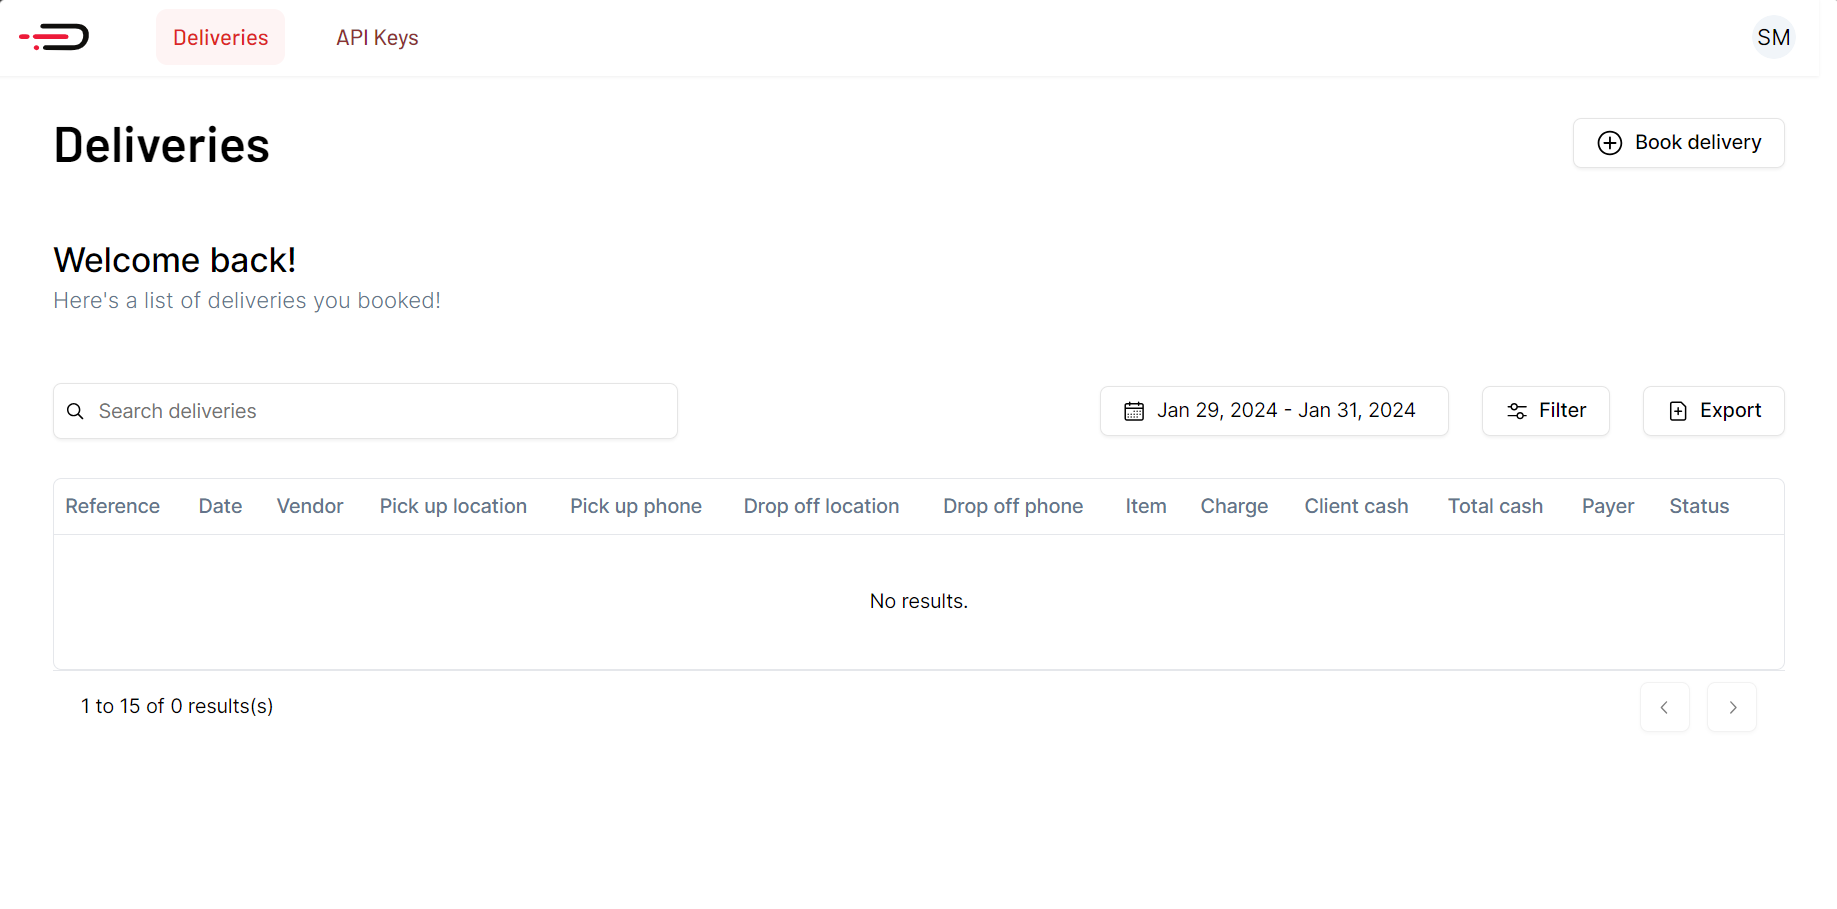 Deliveries
API Keys
SM
Deliveries
Book delivery
Welcome back!
Here's a list of deliveries you booked!
Search deliveries
Jan 29, 2024 - Jan 31, 2024
Filter
Export
Reference Date Vendor Pick up location Pick up phone Drop off location Drop off phone Item Charge Client cash Total cash Payer Status
No results.
1 to 15 of 0 results(s)